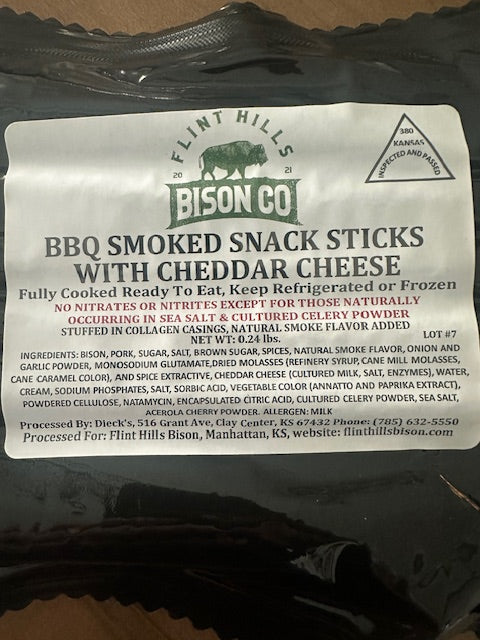 FLINT HILLS
20 21
BISON CO
380
KANSAS
INSPECTED AND PASSED
BBQ SMOKED SNACK STICKS
WITH CHEDDAR CHEESE
Fully Cooked Ready To Eat, Keep Refrigerated or Frozen
NO NITRATES OR NITRITES EXCEPT FOR THOSE NATURALLY
OCCURRING IN SEA SALT & CULTURED CELERY POWDER
STUFFED IN COLLAGEN CASINGS, NATURAL SMOKE FLAVOR ADDED
NET WT: 0.24 lbs.
LOT #7
INGREDIENTS: BISON, PORK, SUGAR, SALT, BROWN SUGAR, SPICES, NATURAL SMOKE FLAVOR, ONION AND
GARLIC POWDER, MONOSODIUM GLUTAMATE,DRIED MOLASSES (REFINERY SYRUP, CANE MILL MOLASSES,
CANE CARAMEL COLOR), AND SPICE EXTRACTIVE, CHEDDAR CHEESE (CULTURED MILK, SALT, ENZYMES), WATER,
CREAM, SODIUM PHOSPHATES, SALT, SORBIC ACID, VEGETABLE COLOR (ANNATTO AND PAPRIKA EXTRACT),
POWDERED CELLULOSE, NATAMYCIN, ENCAPSULATED CITRIC ACID, CULTURED CELERY POWDER, SEA SALT,
ACEROLA CHERRY POWDER. ALLERGEN: MILK
Processed By: Dieck's, 516 Grant Ave, Clay Center, KS 67432 Phone: (785) 632-5550
Processed For: Flint Hills Bison, Manhattan, KS, website: flinthillsbison.com